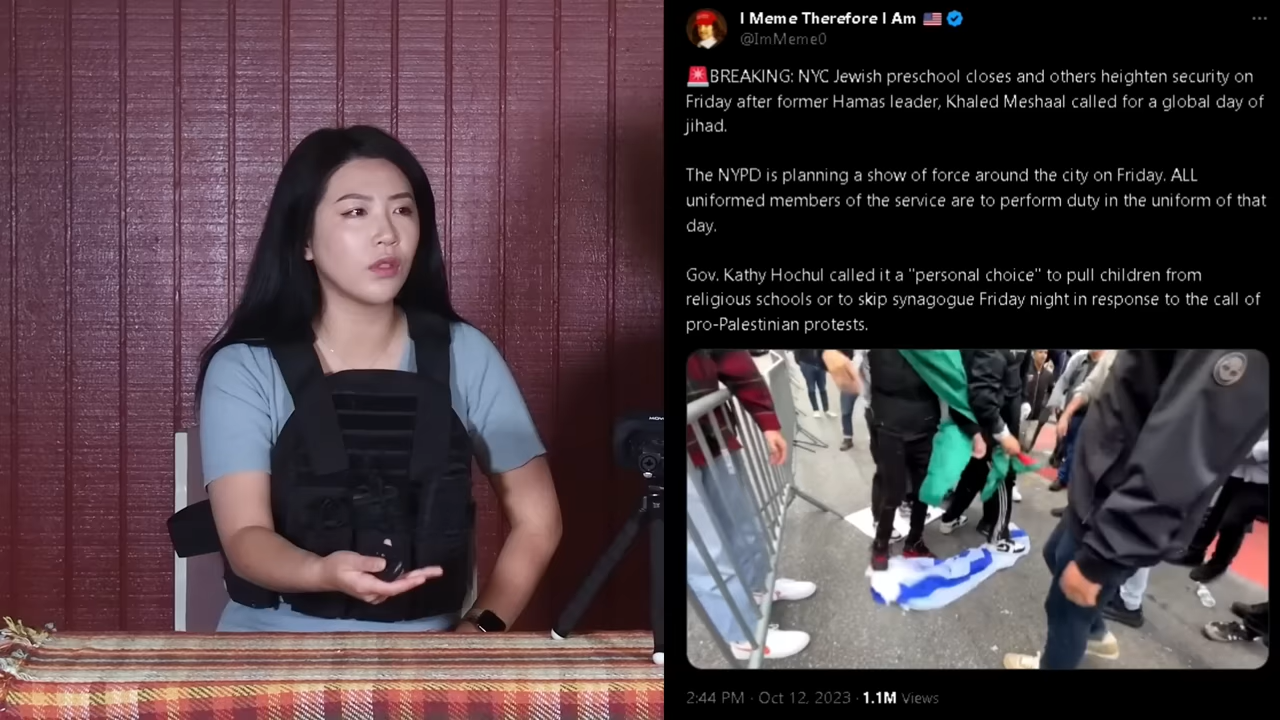 I Meme Therefore I Am
@ImMeme0
BREAKING: NYC Jewish preschool closes and others heighten security on
Friday after former Hamas leader, Khaled Meshaal called for a global day of
jihad.
The NYPD is planning a show of force around the city on Friday. ALL
uniformed members of the service are to perform duty in the uniform of that
day.
Gov. Kathy Hochul called it a "personal choice" to pull children from
religious schools or to skip synagogue Friday night in response to the call of
pro-Palestinian protests.
2:44 PM · Oct 12, 2023 · 1.1M Views